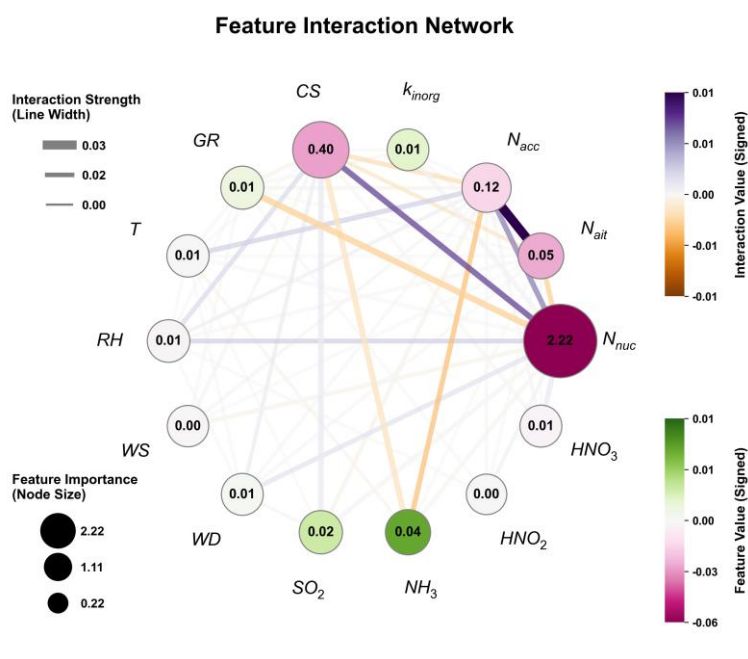 Feature Interaction Network
Interaction Strength
(Line Width)
0.03
0.02
0.00
CS
k_inorg
GR
N_acc
T
N_ait
RH
N_nuc
WS
HNO₃
WD
HNO₂
SO₂
NH₃
0.40
0.01
0.01
0.12
0.01
0.05
0.01
2.22
0.00
0.01
0.01
0.00
0.02
0.04
Feature Importance
(Node Size)
2.22
1.11
0.22
0.01
0.01
0.00
-0.01
-0.01
Interaction Value (Signed)
0.01
0.01
0.00
-0.03
-0.06
Feature Value (Signed)